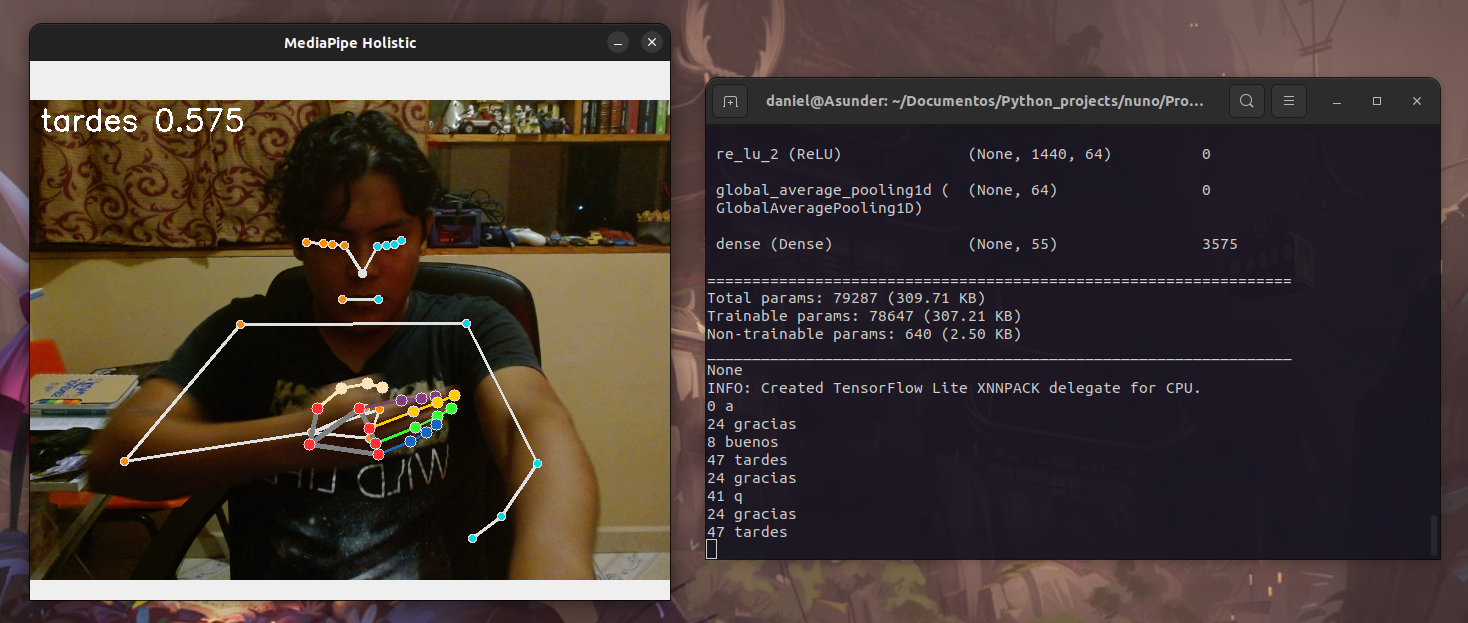 MediaPipe Holistic
tardes 0.575
daniel@Asunder: ~/Documentos/Python_projects/nuno/Pro...
re_lu_2 (ReLU) (None, 1440, 64) 0
global_average_pooling1d ( (None, 64) 0
GlobalAveragePooling1D)
dense (Dense) (None, 55) 3575
=================================================================
Total params: 79287 (309.71 KB)
Trainable params: 78647 (307.21 KB)
Non-trainable params: 640 (2.50 KB)
_________________________________________________________________
None
INFO: Created TensorFlow Lite XNNPACK delegate for CPU.
0 a
24 gracias
8 buenos
47 tardes
24 gracias
41 q
24 gracias
47 tardes